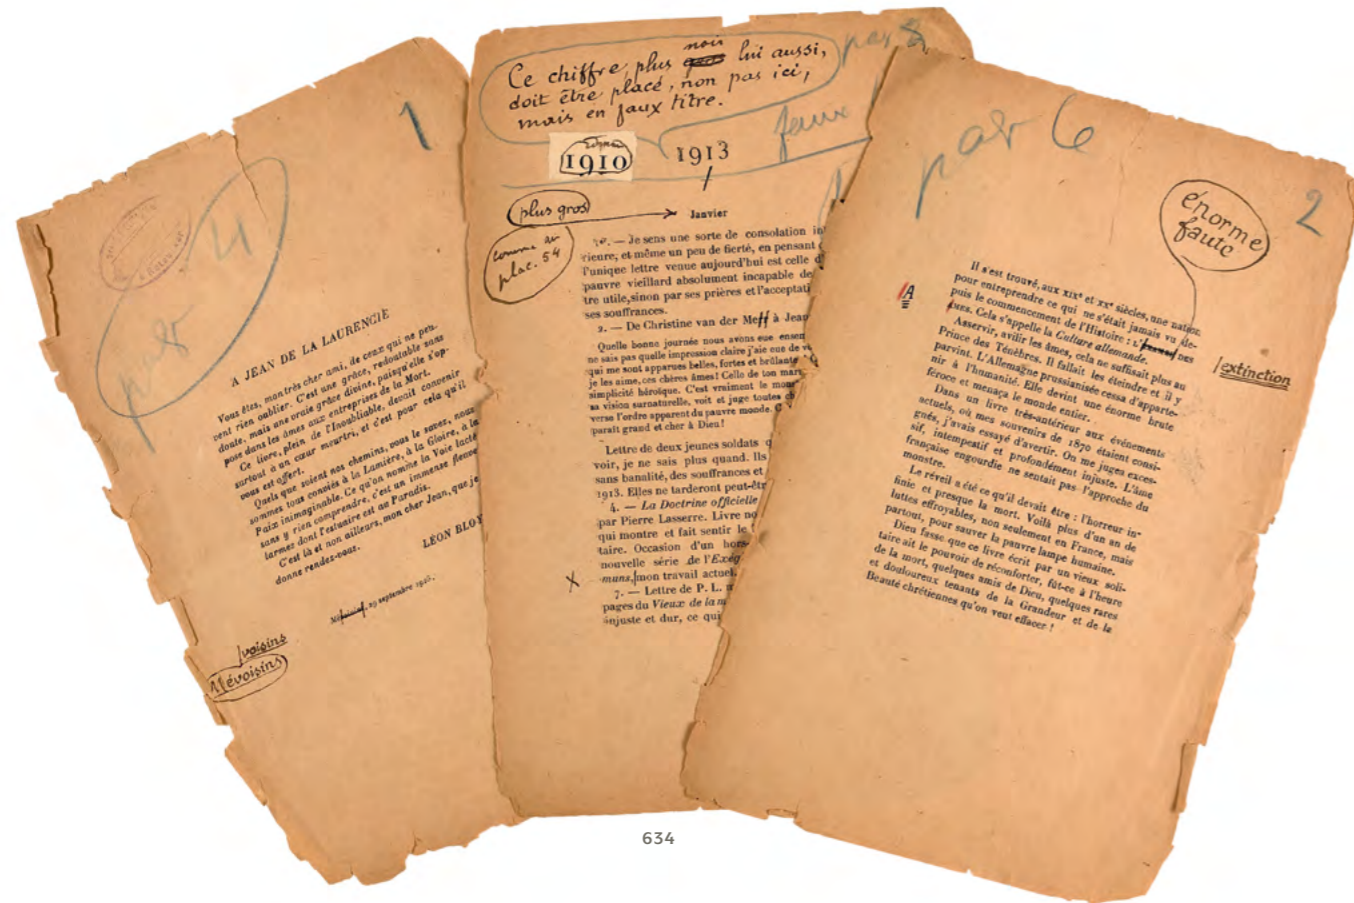 1
par 4
A JEAN DE LA LAURENCIE
Vous êtes, mon très cher ami, de ceux qui ne peu-
vent rien oublier. C'est une grâce, redoutable sans
doute, mais une vraie grâce divine, puisqu'elle s'op-
pose dans les âmes aux entreprises de la Mort.
Ce livre, plein de l'Inoubliable, devait convenir
surtout à un cœur meurtri, et c'est pour cela qu'il
vous est offert.
Quels que soient nos chemins, vous le savez, nous
sommes tous conviés à la Lumière, à la Gloire, à la
Paix inimaginable. Ce qu'on nomme la Voie lactée
sans y rien comprendre, c'est un immense fleuve
larmes dont l'estuaire est au Paradis.
C'est là et non ailleurs, mon cher Jean, que je
donne rendez-vous.
LÉON BLOY
29 septembre 1915.
voisins
Mévoisins
par 8
Ce chiffre, plus noir lui aussi,
doit être placé, non pas ici,
mais en faux titre.
faux
1910
1913
plus gros
Janvier
comme au
plac. 54
1er. — Je sens une sorte de consolation in
rieure, et même un peu de fierté, en pensant
l'unique lettre venue aujourd'hui est celle d
pauvre vieillard absolument incapable de
tre utile, sinon par ses prières et l'acceptati
ses souffrances.
2. — De Christine van der Meff à Jean
Quelle bonne journée nous avons eue ensem
ne sais pas quelle impression claire j'aie eue de v
qui me sont apparues belles, fortes et brûlante
je les aime, ces chères âmes! Celle de ton mar
simplicité héroïque. C'est vraiment le mon
sa vision surnaturelle, voit et juge toutes ch
verse l'ordre apparent du pauvre monde. C
paraît grand et cher à Dieu!
Lettre de deux jeunes soldats q
voir, je ne sais plus quand. Ils
sans banalité, des souffrances et
1913. Elles ne tarderont peut-êtr
4. — La Doctrine officielle
par Pierre Lasserre. Livre no
qui montre et fait sentir le
taire. Occasion d'un hors
nouvelle série de l'Exég
muns, mon travail actuel.
X
7. — Lettre de P. L. m
pages du Vieux de la m
injuste et dur, ce qui
par 6
2
énorme
faute
Il s'est trouvé, aux XIXe et XXe siècles, une nation
pour entreprendre ce qui ne s'était jamais vu de-
puis le commencement de l'Histoire : L' DES
A
AMES. Cela s'appelle la Culture allemande.
extinction
Asservir, avilir les âmes, cela ne suffisait plus au
Prince des Ténèbres. Il fallait les éteindre et il y
parvint. L'Allemagne prussianisée cessa d'apparte-
nir à l'humanité. Elle devint une énorme brute
féroce et menaça le monde entier.
Dans un livre très-antérieur aux événements
actuels, où mes souvenirs de 1870 étaient consi-
gnés, j'avais essayé d'avertir. On me jugea exces-
sif, intempestif et profondément injuste. L'âme
française engourdie ne sentait pas l'approche du
monstre.
Le réveil a été ce qu'il devait être : l'horreur in-
finie et presque la mort. Voilà plus d'un an de
luttes effroyables, non seulement en France, mais
partout, pour sauver la pauvre lampe humaine.
Dieu fasse que ce livre écrit par un vieux soli-
taire ait le pouvoir de réconforter, fût-ce à l'heure
de la mort, quelques amis de Dieu, quelques rares
et douloureux tenants de la Grandeur et de la
Beauté chrétiennes qu'on veut effacer !
634